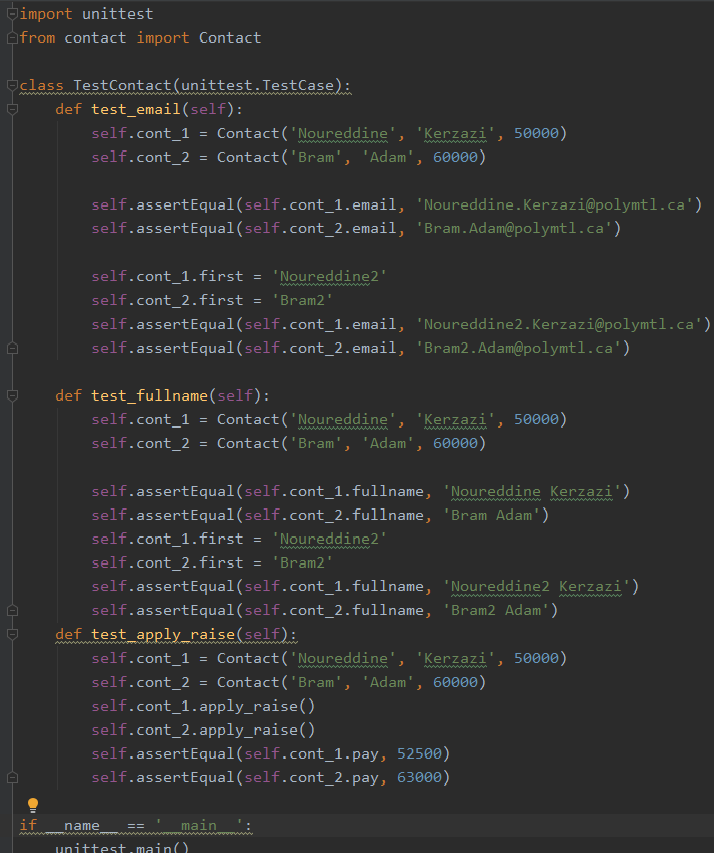 import unittest
from contact import Contact
class TestContact(unittest.TestCase):
def test_email(self):
self.cont_1 = Contact('Noureddine', 'Kerzazi', 50000)
self.cont_2 = Contact('Bram', 'Adam', 60000)
self.assertEqual(self.cont_1.email, 'Noureddine.Kerzazi@polymtl.ca')
self.assertEqual(self.cont_2.email, 'Bram.Adam@polymtl.ca')
self.cont_1.first = 'Noureddine2'
self.cont_2.first = 'Bram2'
self.assertEqual(self.cont_1.email, 'Noureddine2.Kerzazi@polymtl.ca')
self.assertEqual(self.cont_2.email, 'Bram2.Adam@polymtl.ca')
def test_fullname(self):
self.cont_1 = Contact('Noureddine', 'Kerzazi', 50000)
self.cont_2 = Contact('Bram', 'Adam', 60000)
self.assertEqual(self.cont_1.fullname, 'Noureddine Kerzazi')
self.assertEqual(self.cont_2.fullname, 'Bram Adam')
self.cont_1.first = 'Noureddine2'
self.cont_2.first = 'Bram2'
self.assertEqual(self.cont_1.fullname, 'Noureddine2 Kerzazi')
self.assertEqual(self.cont_2.fullname, 'Bram2 Adam')
def test_apply_raise(self):
self.cont_1 = Contact('Noureddine', 'Kerzazi', 50000)
self.cont_2 = Contact('Bram', 'Adam', 60000)
self.cont_1.apply_raise()
self.cont_2.apply_raise()
self.assertEqual(self.cont_1.pay, 52500)
self.assertEqual(self.cont_2.pay, 63000)
if __name__ == '__main__':
unittest.main()